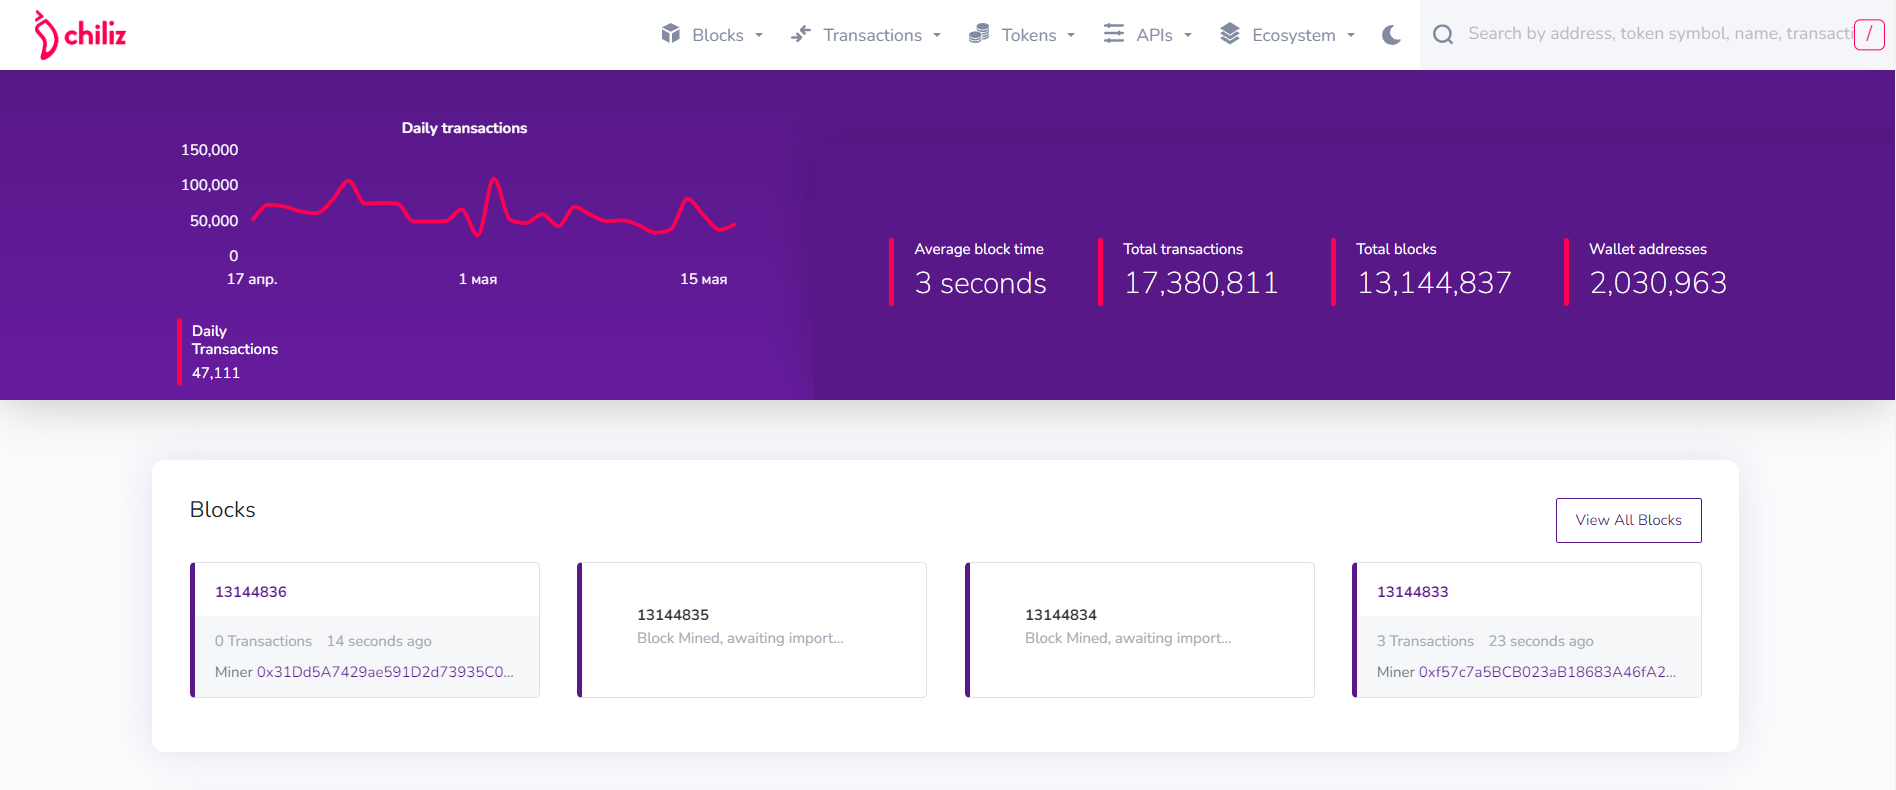 chiliz
Blocks
Transactions
Tokens
APIs
Ecosystem
Search by address, token symbol, name, transacti
/
Daily transactions
150,000
100,000
50,000
0
17 апр.
1 мая
15 мая
Daily
Transactions
47,111
Average block time
3 seconds
Total transactions
17,380,811
Total blocks
13,144,837
Wallet addresses
2,030,963
Blocks
View All Blocks
13144836
0 Transactions 14 seconds ago
Miner 0x31Dd5A7429ae591D2d73935C0...
13144835
Block Mined, awaiting import...
13144834
Block Mined, awaiting import...
13144833
3 Transactions 23 seconds ago
Miner 0xf57c7a5BCB023aB18683A46fA2...